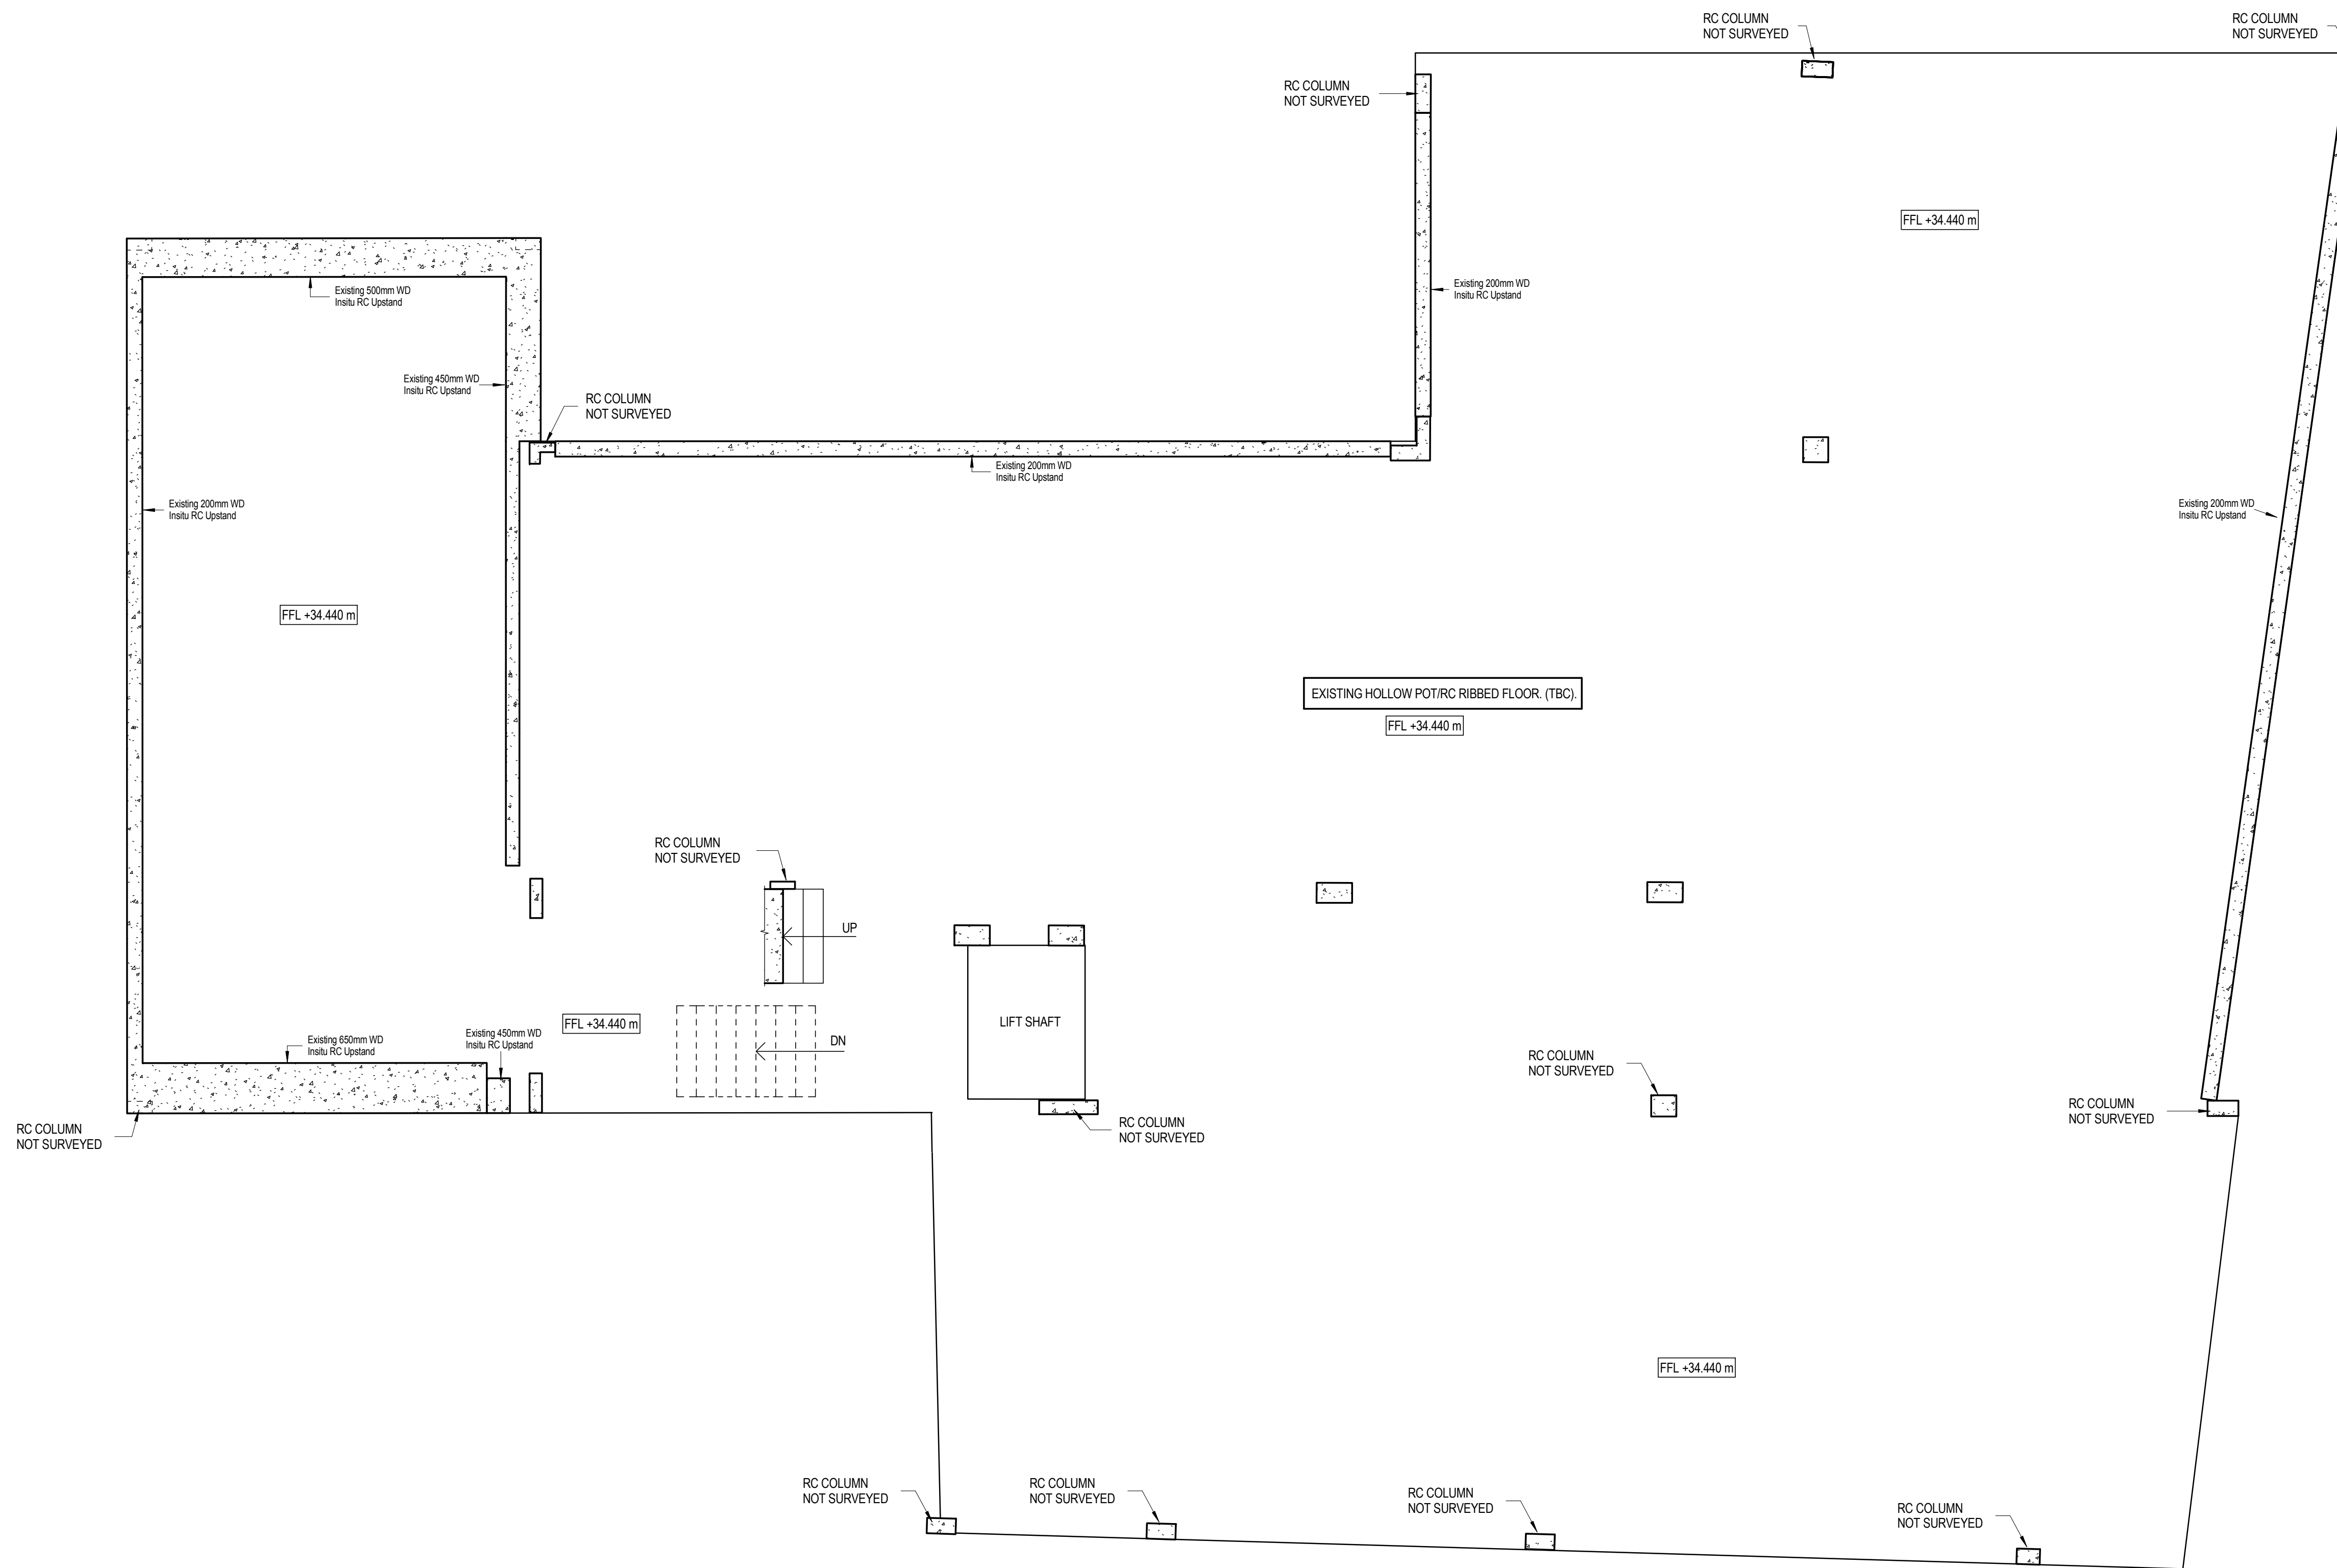 RC COLUMN
NOT SURVEYED
RC COLUMN
NOT SURVEYED
RC COLUMN
NOT SURVEYED
FFL +34.440 m
Existing 500mm WD
Insitu RC Upstand
Existing 200mm WD
Insitu RC Upstand
Existing 450mm WD
Insitu RC Upstand
RC COLUMN
NOT SURVEYED
Existing 200mm WD
Insitu RC Upstand
Existing 200mm WD
Insitu RC Upstand
Existing 200mm WD
Insitu RC Upstand
FFL +34.440 m
EXISTING HOLLOW POT/RC RIBBED FLOOR. (TBC).
FFL +34.440 m
RC COLUMN
NOT SURVEYED
UP
LIFT SHAFT
FFL +34.440 m
DN
Existing 650mm WD
Insitu RC Upstand
Existing 450mm WD
Insitu RC Upstand
RC COLUMN
NOT SURVEYED
RC COLUMN
NOT SURVEYED
RC COLUMN
NOT SURVEYED
RC COLUMN
NOT SURVEYED
FFL +34.440 m
RC COLUMN
NOT SURVEYED
RC COLUMN
NOT SURVEYED
RC COLUMN
NOT SURVEYED
RC COLUMN
NOT SURVEYED